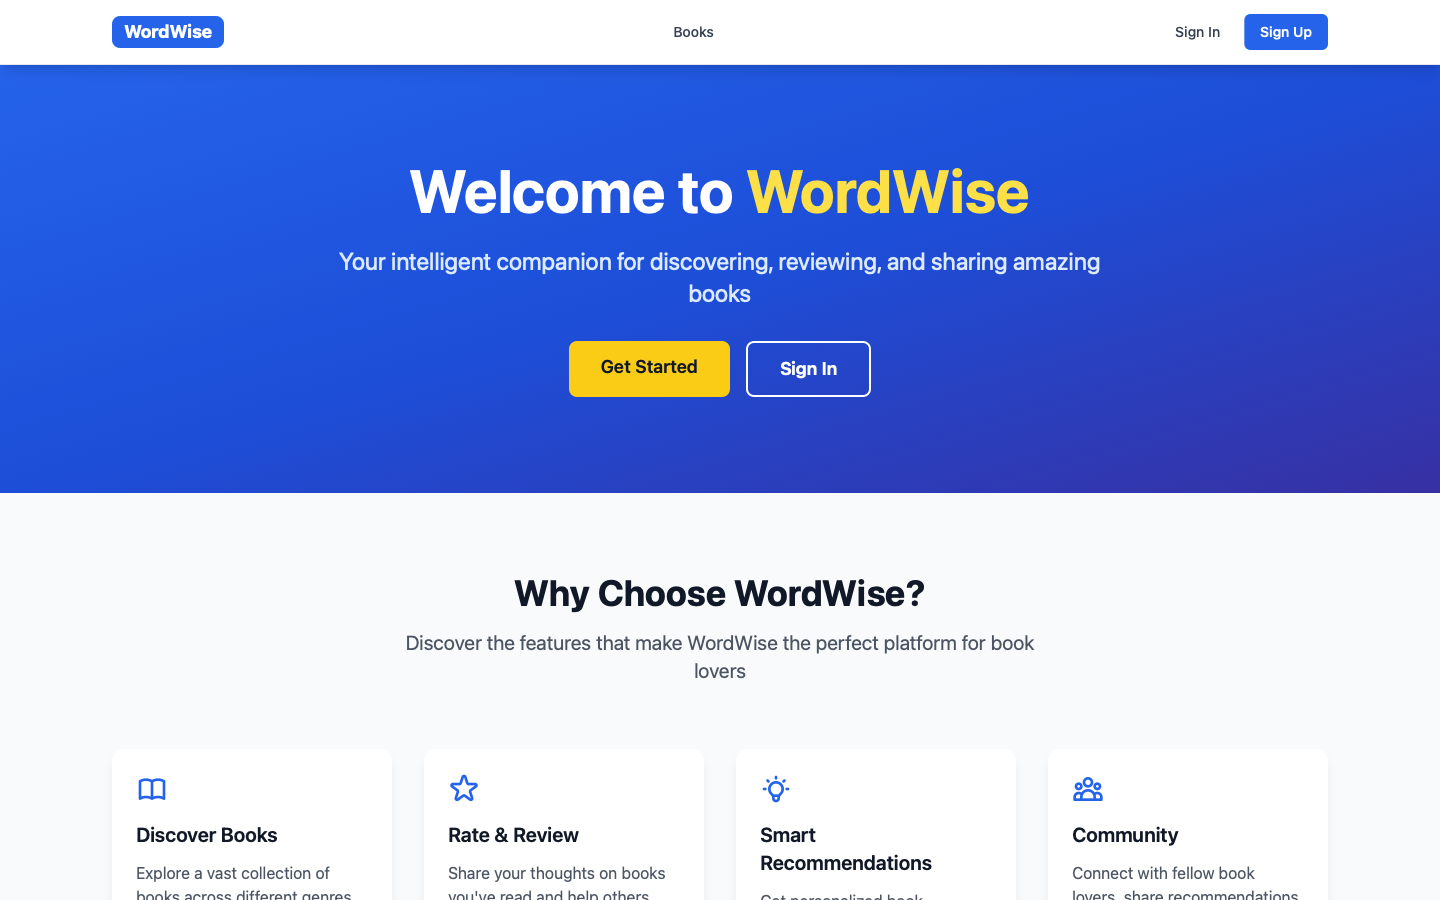 WordWise
Books
Sign In
Sign Up
Welcome to WordWise
Your intelligent companion for discovering, reviewing, and sharing amazing
books
Get Started
Sign In
Why Choose WordWise?
Discover the features that make WordWise the perfect platform for book
lovers
Discover Books
Explore a vast collection of
books across different genres
Rate & Review
Share your thoughts on books
you've read and help others
Smart
Recommendations
Get personalized book
Community
Connect with fellow book
lovers, share recommendations